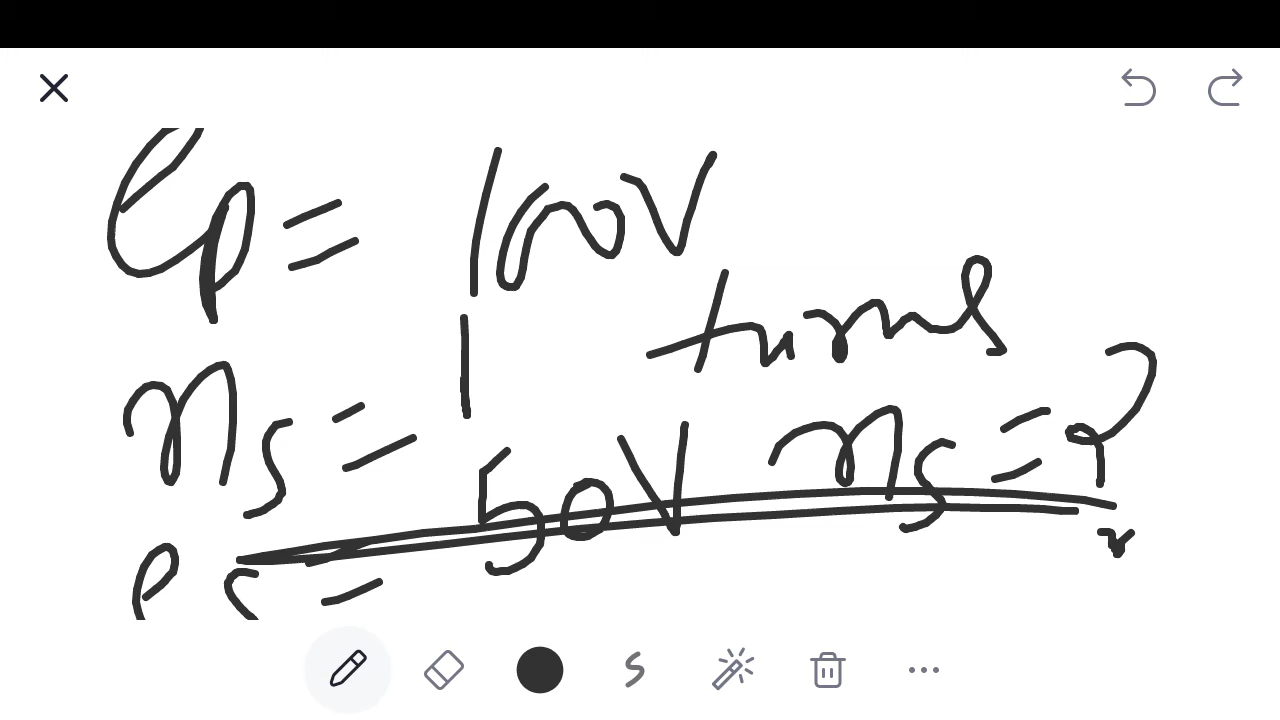 ep = 100V
ns = 1 turns
es = 50V ns = ?